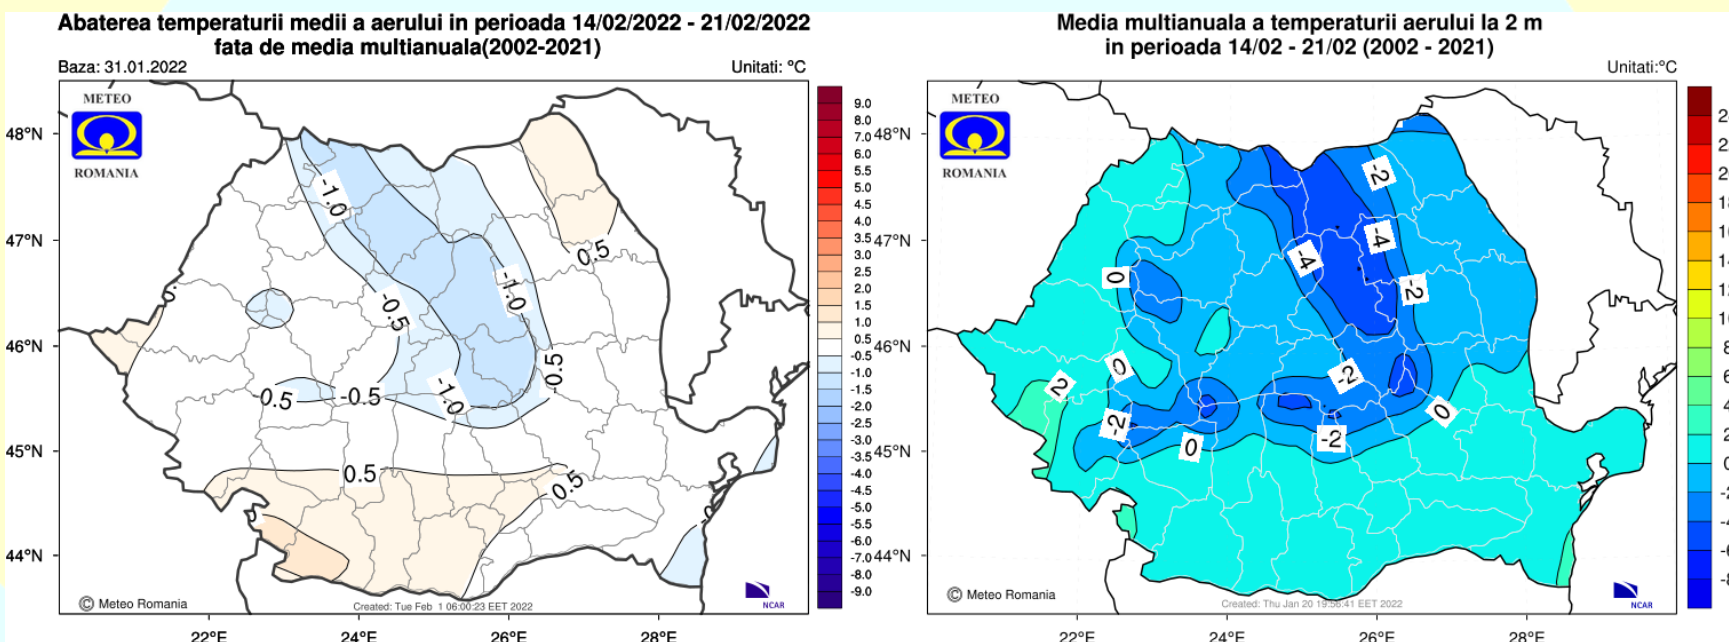 Abaterea temperaturii medii a aerului in perioada 14/02/2022 - 21/02/2022
fata de media multianuala(2002-2021)
Baza: 31.01.2022
Unitati: °C
METEO
ROMANIA
48°N
47°N
46°N
45°N
44°N
22°E
24°E
26°E
28°E
-1.0
-1.0
-1.0
-0.5
-0.5
-0.5
0.5
0.5
0.5
0.5
9.0
8.0
7.0
6.0
5.5
5.0
4.5
4.0
3.5
3.0
2.5
2.0
1.5
1.0
0.5
-0.5
-1.0
-1.5
-2.0
-2.5
-3.0
-3.5
-4.0
-4.5
-5.0
-5.5
-6.0
-7.0
-8.0
-9.0
© Meteo Romania
Created: Tue Feb 1 06:00:23 EET 2022
NCAR
Media multianuala a temperaturii aerului la 2 m
in perioada 14/02 - 21/02 (2002 - 2021)
Unitati:°C
METEO
ROMANIA
48°N
47°N
46°N
45°N
44°N
22°E
24°E
26°E
28°E
-2
-4
-4
-2
0
0
2
-2
-2
0
-2
0
© Meteo Romania
Created: Thu Jan 20 19:56:41 EET 2022
NCAR